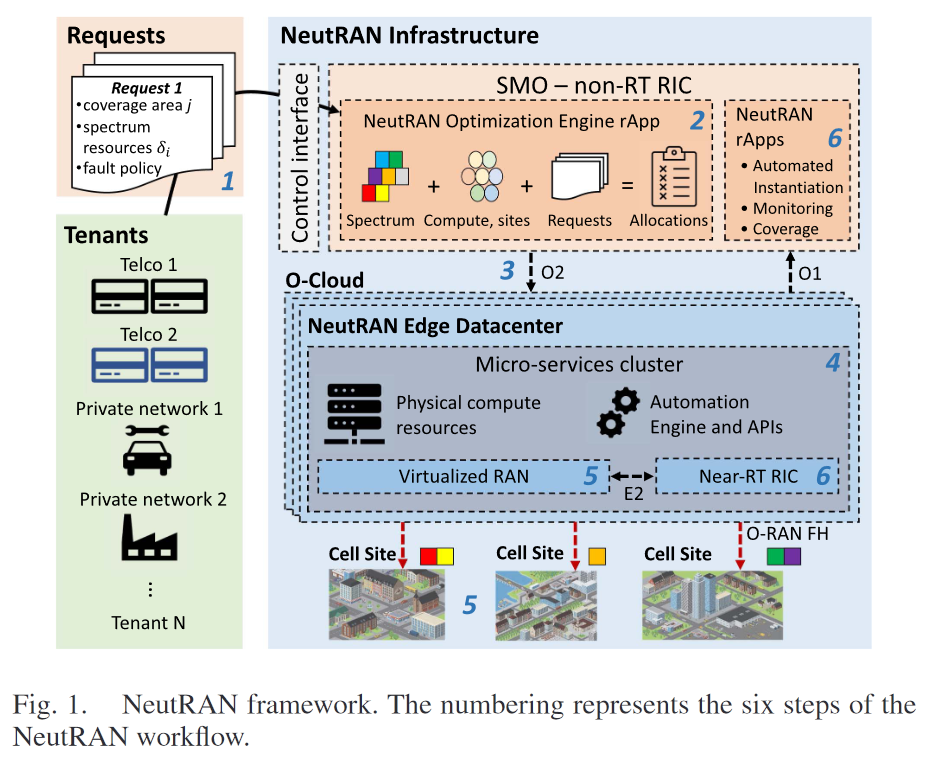 Requests
Request 1
•coverage area j
•spectrum
resources δi
•fault policy
1
Tenants
Telco 1
Telco 2
Private network 1
Private network 2
⋮
Tenant N
NeutRAN Infrastructure
Control interface
SMO – non-RT RIC
NeutRAN Optimization Engine rApp
2
+
+
=
Spectrum
Compute, sites
Requests
Allocations
NeutRAN
rApps
6
• Automated
Instantiation
• Monitoring
• Coverage
3
O2
O1
O-Cloud
NeutRAN Edge Datacenter
Micro-services cluster
4
Physical compute
resources
Automation
Engine and APIs
Virtualized RAN
5
E2
Near-RT RIC
6
O-RAN FH
Cell Site
Cell Site
Cell Site
5
Fig. 1. NeutRAN framework. The numbering represents the six steps of the
NeutRAN workflow.